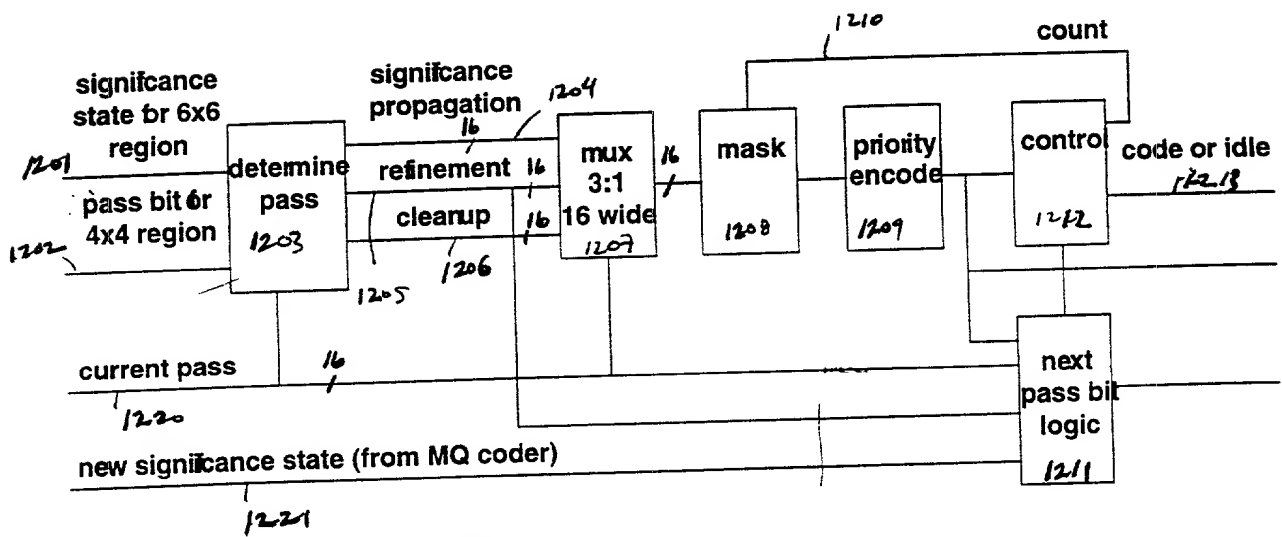 1210
count
signifcance
state for 6x6
region
1201
pass bit for
4x4 region
1202
determine
pass
1203
signifcance
propagation
1204
16
refinement
16
1205
cleanup
16
1206
mux
3:1
16 wide
1207
16
mask
1208
priority
encode
1209
control
1212
code or idle
1213
current pass
16
1220
next
pass bit
logic
1211
new signifcance state (from MQ coder)
1221